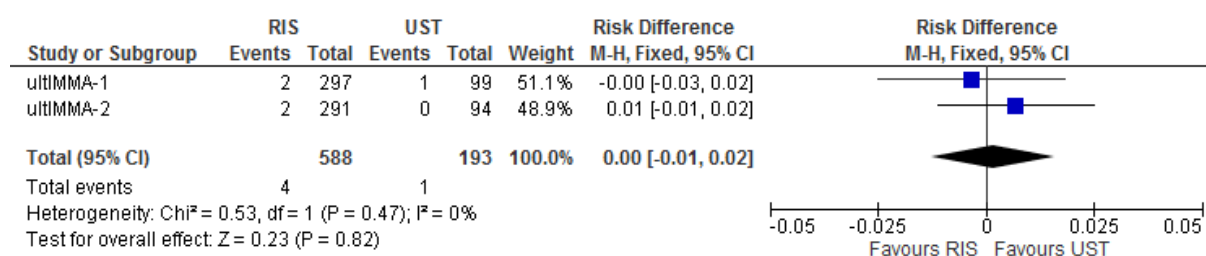 RIS UST Risk Difference Risk Difference
Study or Subgroup Events Total Events Total Weight M-H, Fixed, 95% CI M-H, Fixed, 95% CI
ultIMMA-1 2 297 1 99 51.1% -0.00 [-0.03, 0.02]
ultIMMA-2 2 291 0 94 48.9% 0.01 [-0.01, 0.02]
Total (95% CI) 588 193 100.0% 0.00 [-0.01, 0.02]
Total events 4 1
Heterogeneity: Chi² = 0.53, df = 1 (P = 0.47); I² = 0%
Test for overall effect: Z = 0.23 (P = 0.82)
-0.05 -0.025 0 0.025 0.05
Favours RIS Favours UST